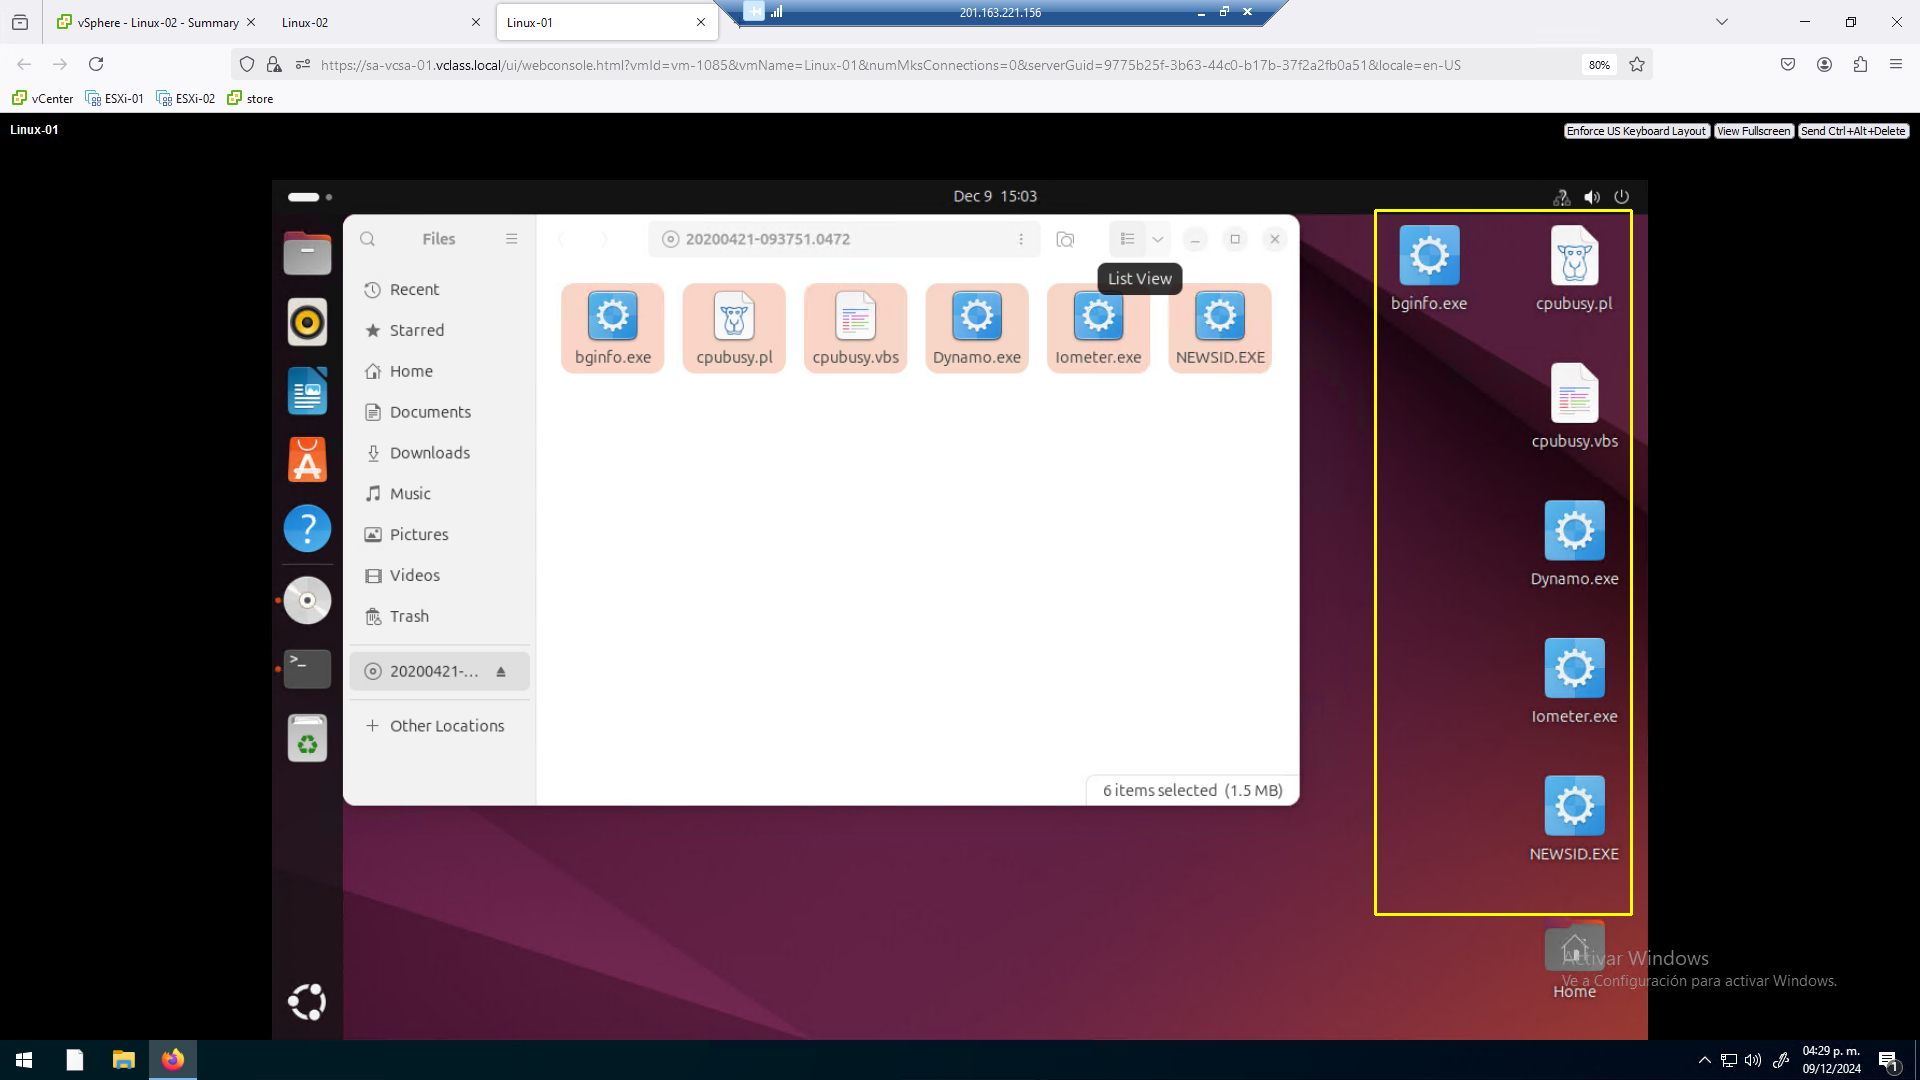 vSphere - Linux-02 - Summary
Linux-02
Linux-01
201.163.221.156
https://sa-vcsa-01.vclass.local/ui/webconsole.html?vmId=vm-1085&vmName=Linux-01&numMksConnections=0&serverGuid=9775b25f-3b63-44c0-b17b-37f2a2fb0a51&locale=en-US
80%
vCenter
ESXi-01
ESXi-02
store
Linux-01
Enforce US Keyboard Layout
View Fullscreen
Send Ctrl+Alt+Delete
Dec 9 15:03
Files
20200421-093751.0472
List View
Recent
Starred
Home
Documents
Downloads
Music
Pictures
Videos
Trash
20200421-...
Other Locations
bginfo.exe
cpubusy.pl
cpubusy.vbs
Dynamo.exe
Iometer.exe
NEWSID.EXE
6 items selected (1.5 MB)
bginfo.exe
cpubusy.pl
cpubusy.vbs
Dynamo.exe
Iometer.exe
NEWSID.EXE
Home
Activar Windows
Ve a Configuración para activar Windows.
04:29 p. m.
09/12/2024
1